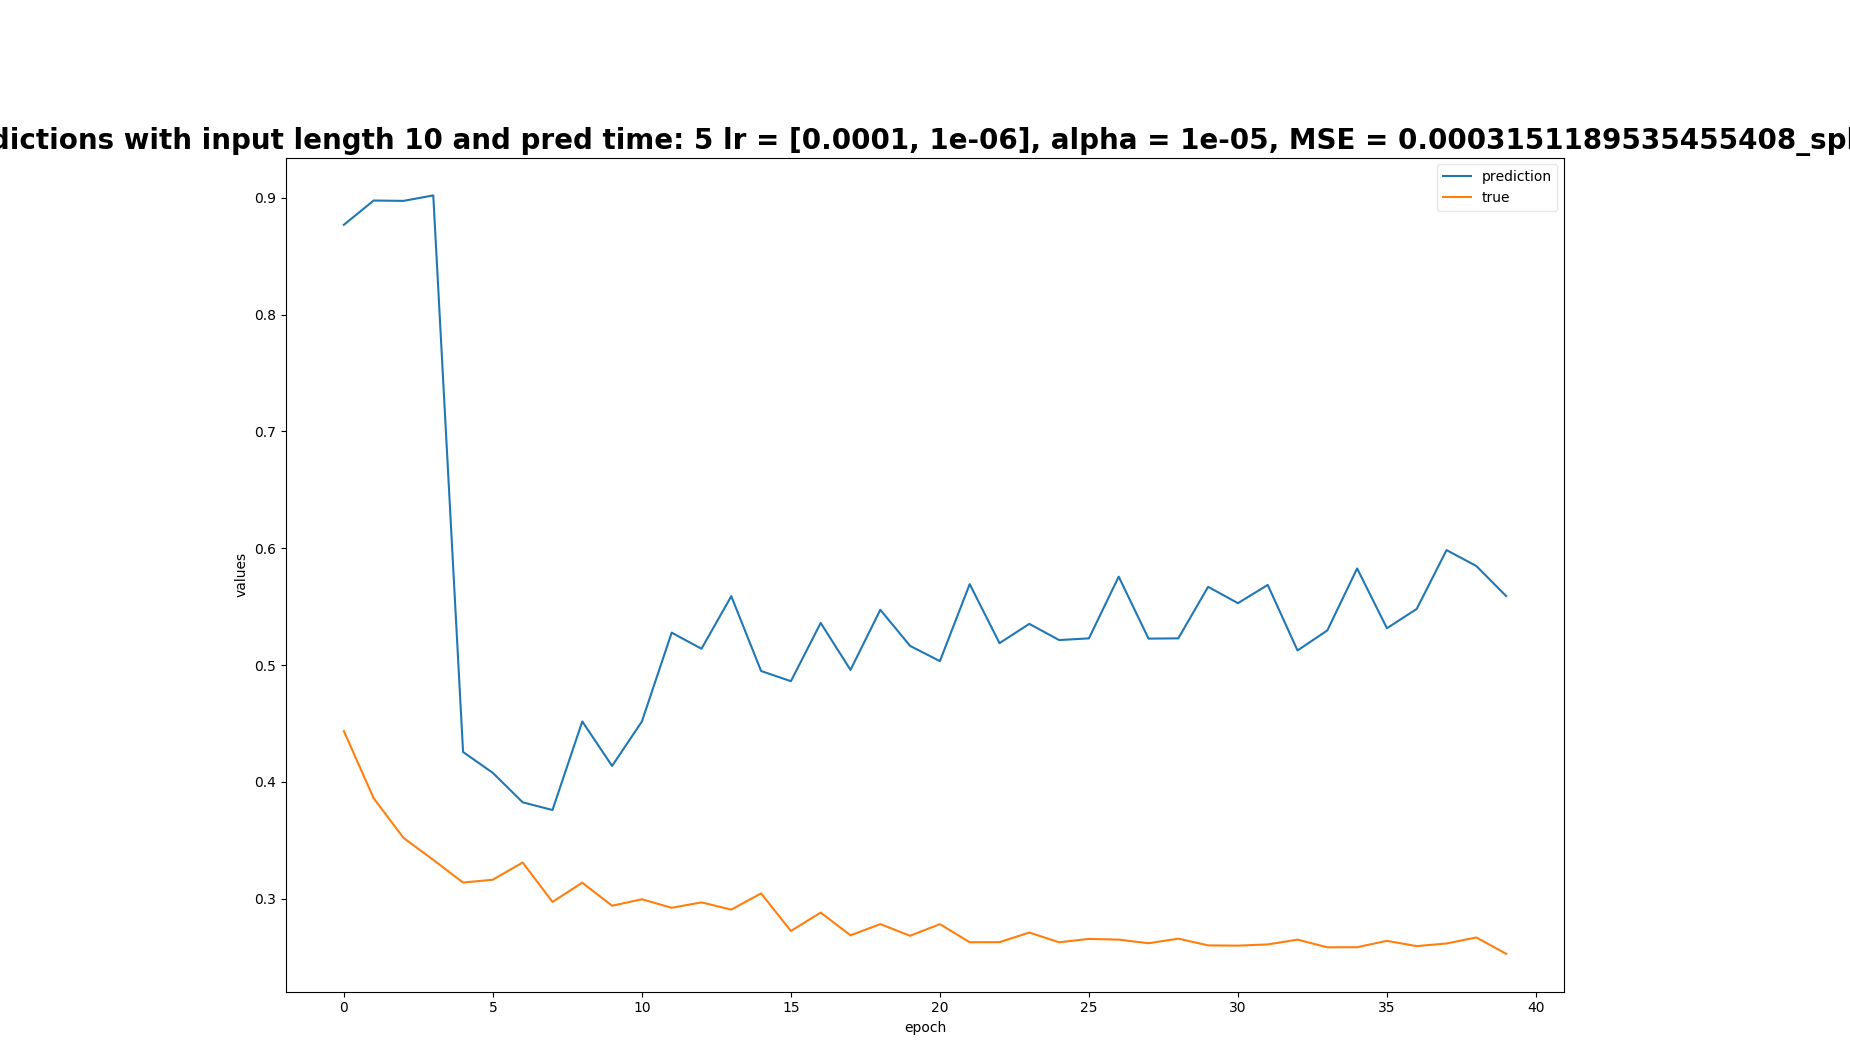 dictions with input length 10 and pred time: 5 lr = [0.0001, 1e-06], alpha = 1e-05, MSE = 0.0003151189535455408_spl
prediction
true
0.9
0.8
0.7
0.6
0.5
0.4
0.3
values
0 5 10 15 20 25 30 35 40
epoch